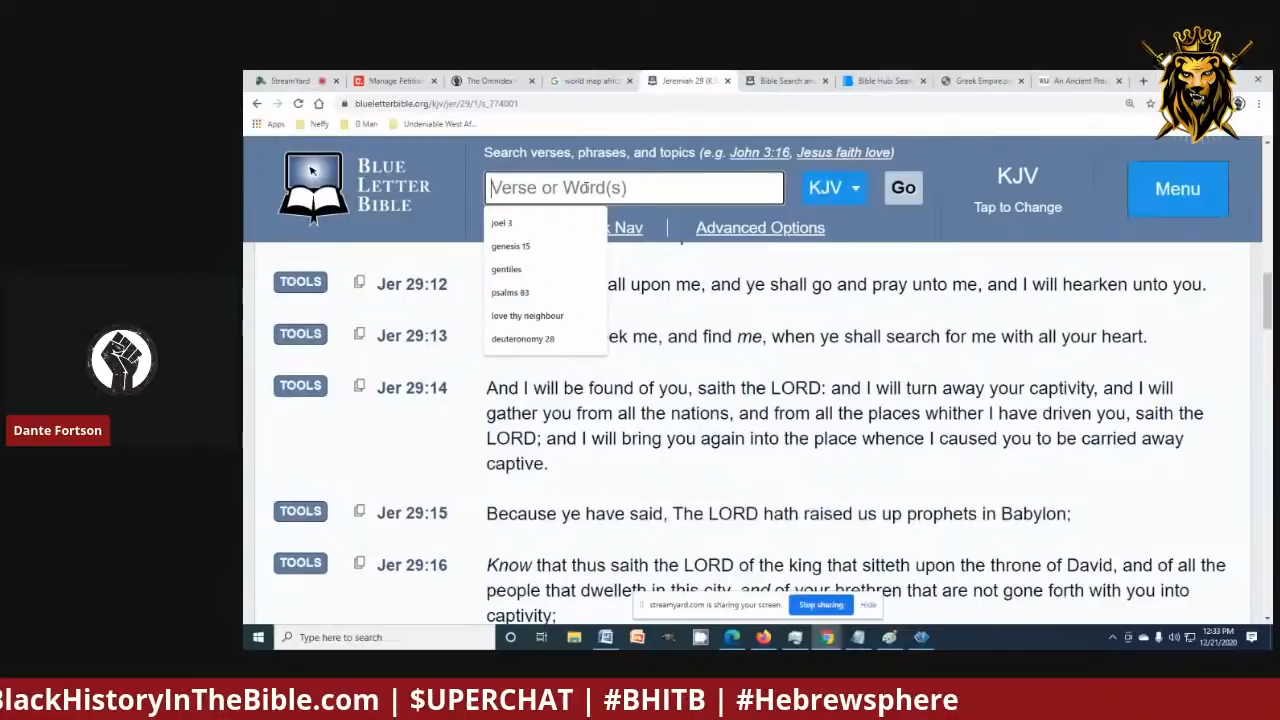 StreamYard
Manage Petitio
The Omnidex -
world map afric
Jeremiah 29 (KJ
Bible Search an
Bible Hub: Sear
Greek Empire
An Ancient Pra
blueletterbible.org/kjv/jer/29/1/s_774001
Apps
Neffy
G Man
Undeniable West Af...
BLUE
LETTER
BIBLE
Search verses, phrases, and topics (e.g. John 3:16, Jesus faith love)
Verse or Word(s)
KJV
Go
KJV
Tap to Change
Menu
k Nav
Advanced Options
joel 3
genesis 15
gentiles
psalms 83
love thy neighbour
deuteronomy 28
TOOLS
Jer 29:12
all upon me, and ye shall go and pray unto me, and I will hearken unto you.
TOOLS
Jer 29:13
ek me, and find me, when ye shall search for me with all your heart.
TOOLS
Jer 29:14
And I will be found of you, saith the LORD: and I will turn away your captivity, and I will
gather you from all the nations, and from all the places whither I have driven you, saith the
LORD; and I will bring you again into the place whence I caused you to be carried away
captive.
TOOLS
Jer 29:15
Because ye have said, The LORD hath raised us up prophets in Babylon;
TOOLS
Jer 29:16
Know that thus saith the LORD of the king that sitteth upon the throne of David, and of all the
people that dwelleth in this city, and of your brethren that are not gone forth with you into
captivity;
streamyard.com is sharing your screen.
Stop sharing
Hide
Type here to search
12:33 PM
12/21/2020
Dante Fortson
BlackHistoryInTheBible.com | $UPERCHAT | #BHITB | #Hebrewsphere